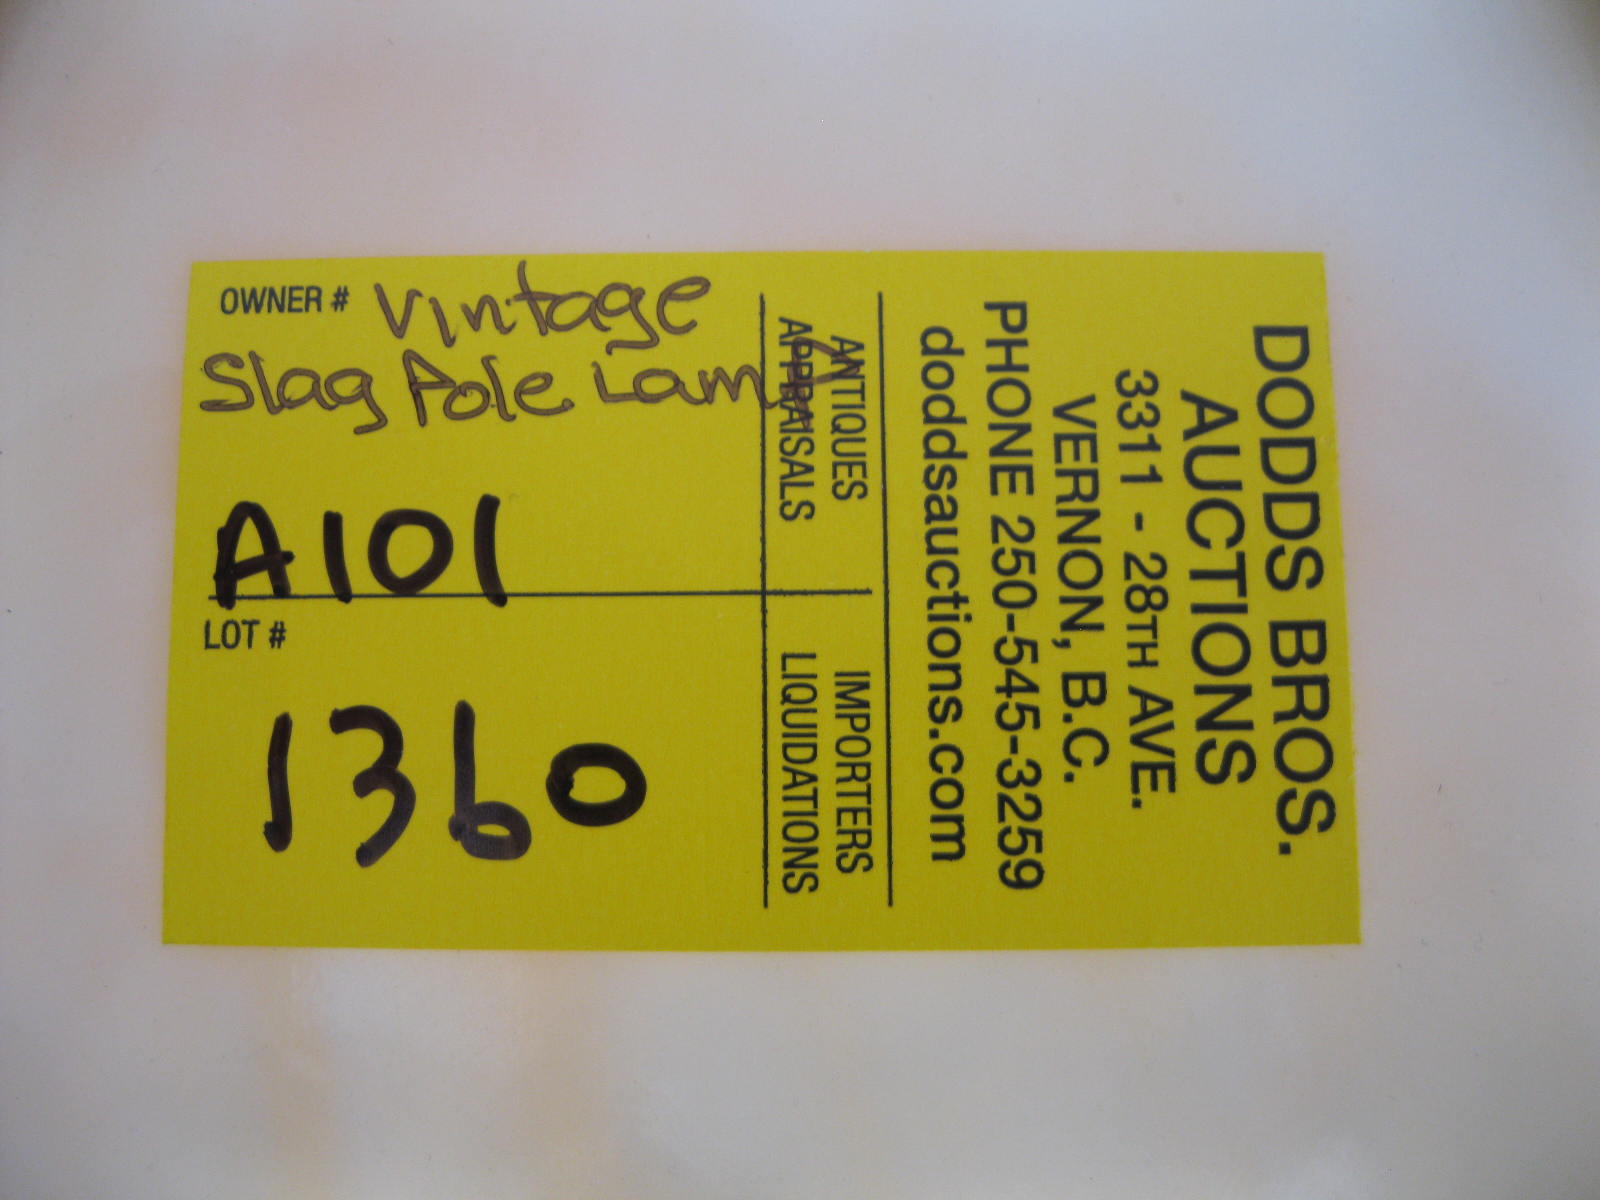 OWNER # Vintage
Slag Pole Lamp
A101
LOT #
1360
DODDS BROS.
AUCTIONS
3311 - 28TH AVE.
VERNON, B.C.
PHONE 250-545-3259
doddsauctions.com
ANTIQUES IMPORTERS
APPRAISALS LIQUIDATIONS